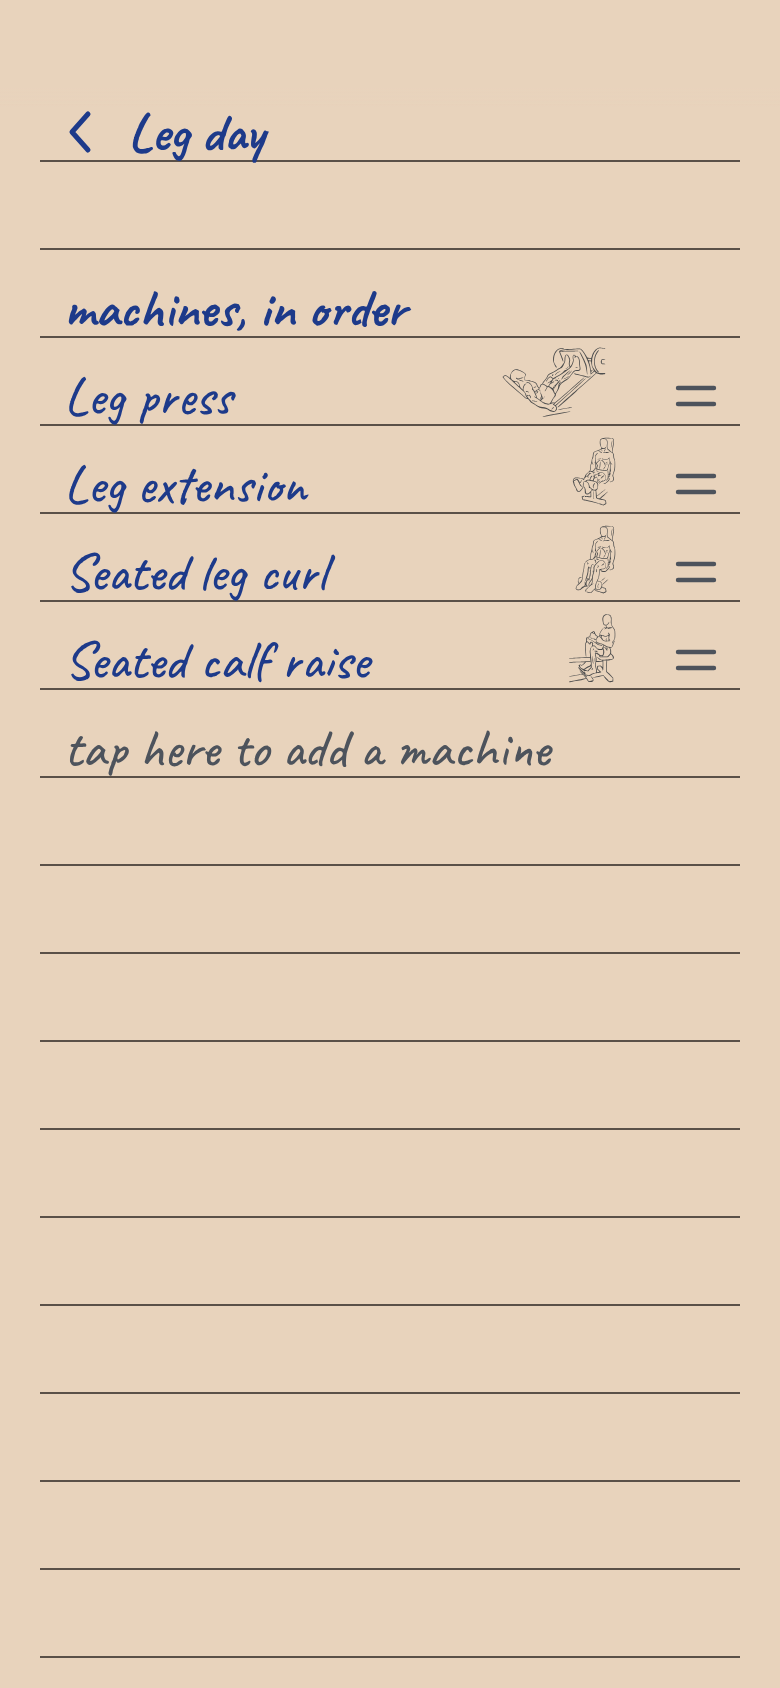 Leg day
machines, in order
Leg press
Leg extension
Seated leg curl
Seated calf raise
tap here to add a machine